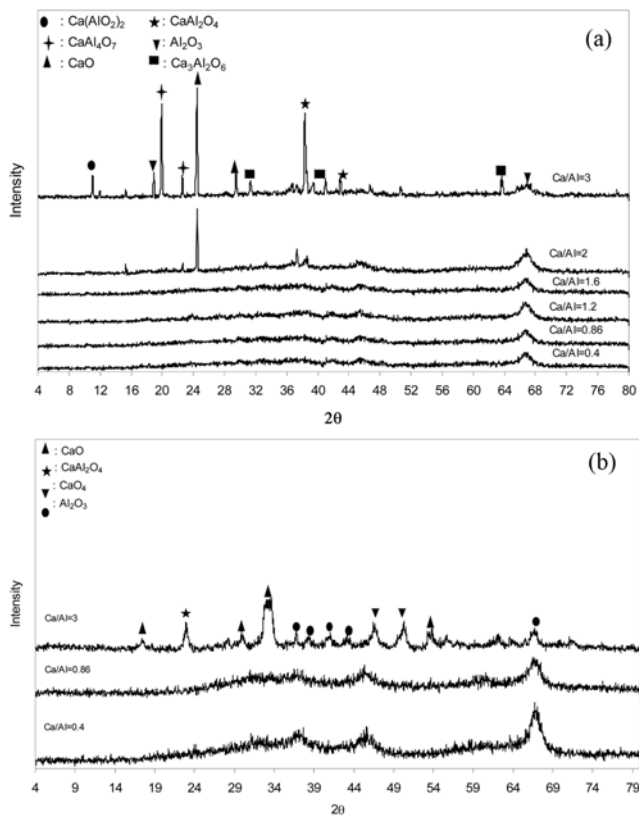 (a)
● : Ca(AlO₂)₂ ★ : CaAl₂O₄
✦ : CaAl₄O₇ ▼ : Al₂O₃
▲ : CaO ■ : Ca₃Al₂O₆
Intensity
Ca/Al=3
Ca/Al=2
Ca/Al=1.6
Ca/Al=1.2
Ca/Al=0.86
Ca/Al=0.4
4 8 12 16 20 24 28 32 36 40 44 48 52 56 60 64 68 72 76 80
2θ
(b)
▲ : CaO
★ : CaAl₂O₄
▼ : CaO₄
● : Al₂O₃
Intensity
Ca/Al=3
Ca/Al=0.86
Ca/Al=0.4
4 9 14 19 24 29 34 39 44 49 54 59 64 69 74 79
2θ